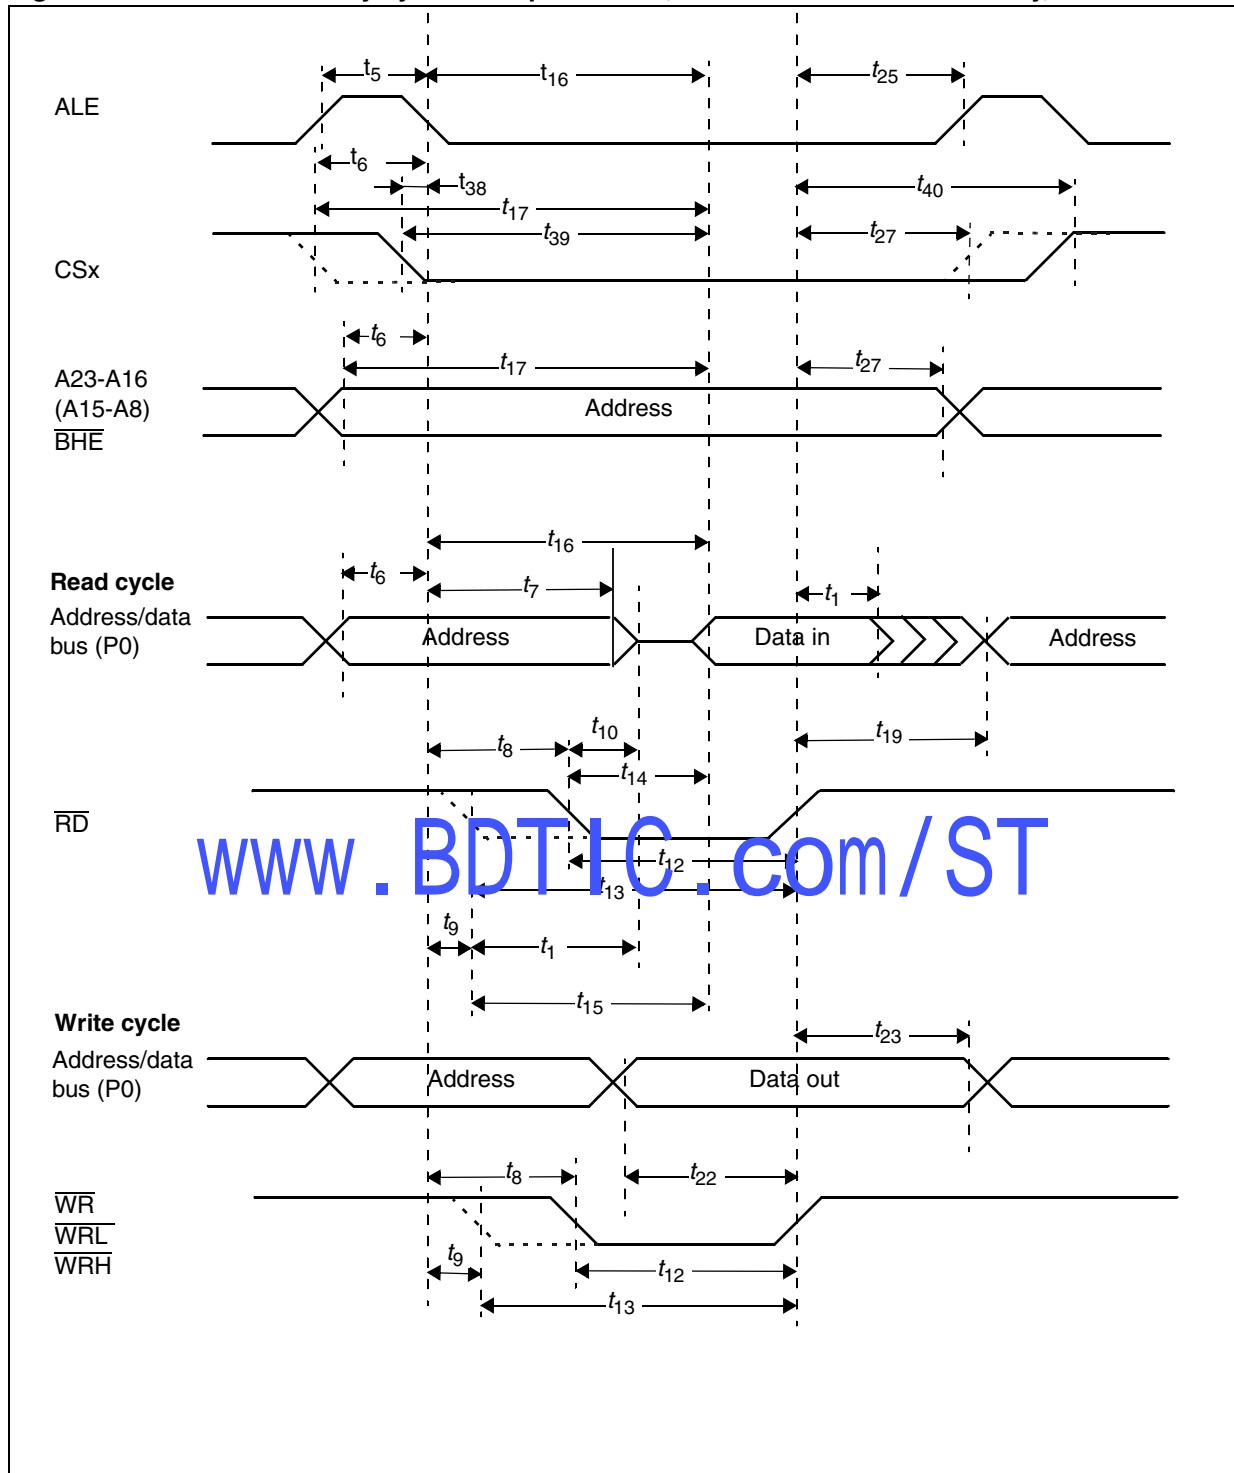 t5
t16
t25
ALE
t6
t38
t40
t17
t39
t27
CSx
t6
t17
t27
A23-A16
(A15-A8)
Address
BHE
t16
Read cycle
t6
t7
t1
Address/data
bus (P0)
Address
Data in
Address
t10
t8
t19
t14
RD
www.BDTIC.com/ST
t12
t13
t9
t1
t15
Write cycle
t23
Address/data
bus (P0)
Address
Data out
t8
t22
WR
WRL
WRH
t9
t12
t13